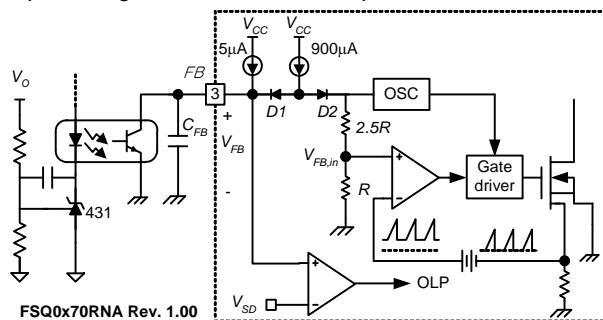 V_CC V_CC
5μA 900μA
V_O
FB
3
OSC
D1 D2
+
C_FB
V_FB
2.5R
V_FB,in
+
Gate
driver
-
R
-
431
+
OLP
V_SD
-
FSQ0x70RNA Rev. 1.00